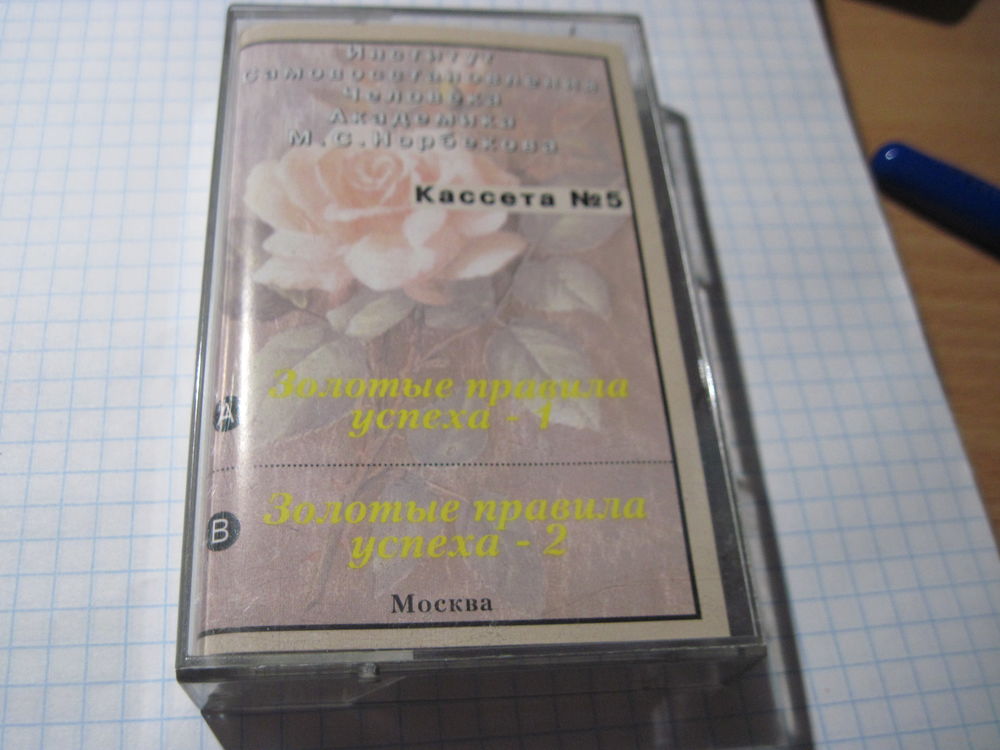 Институт
самовосстановления
Человека
Академика
М.С.Норбекова
Кассета №5
A
Золотые правила
успеха - 1
B
Золотые правила
успеха - 2
Москва